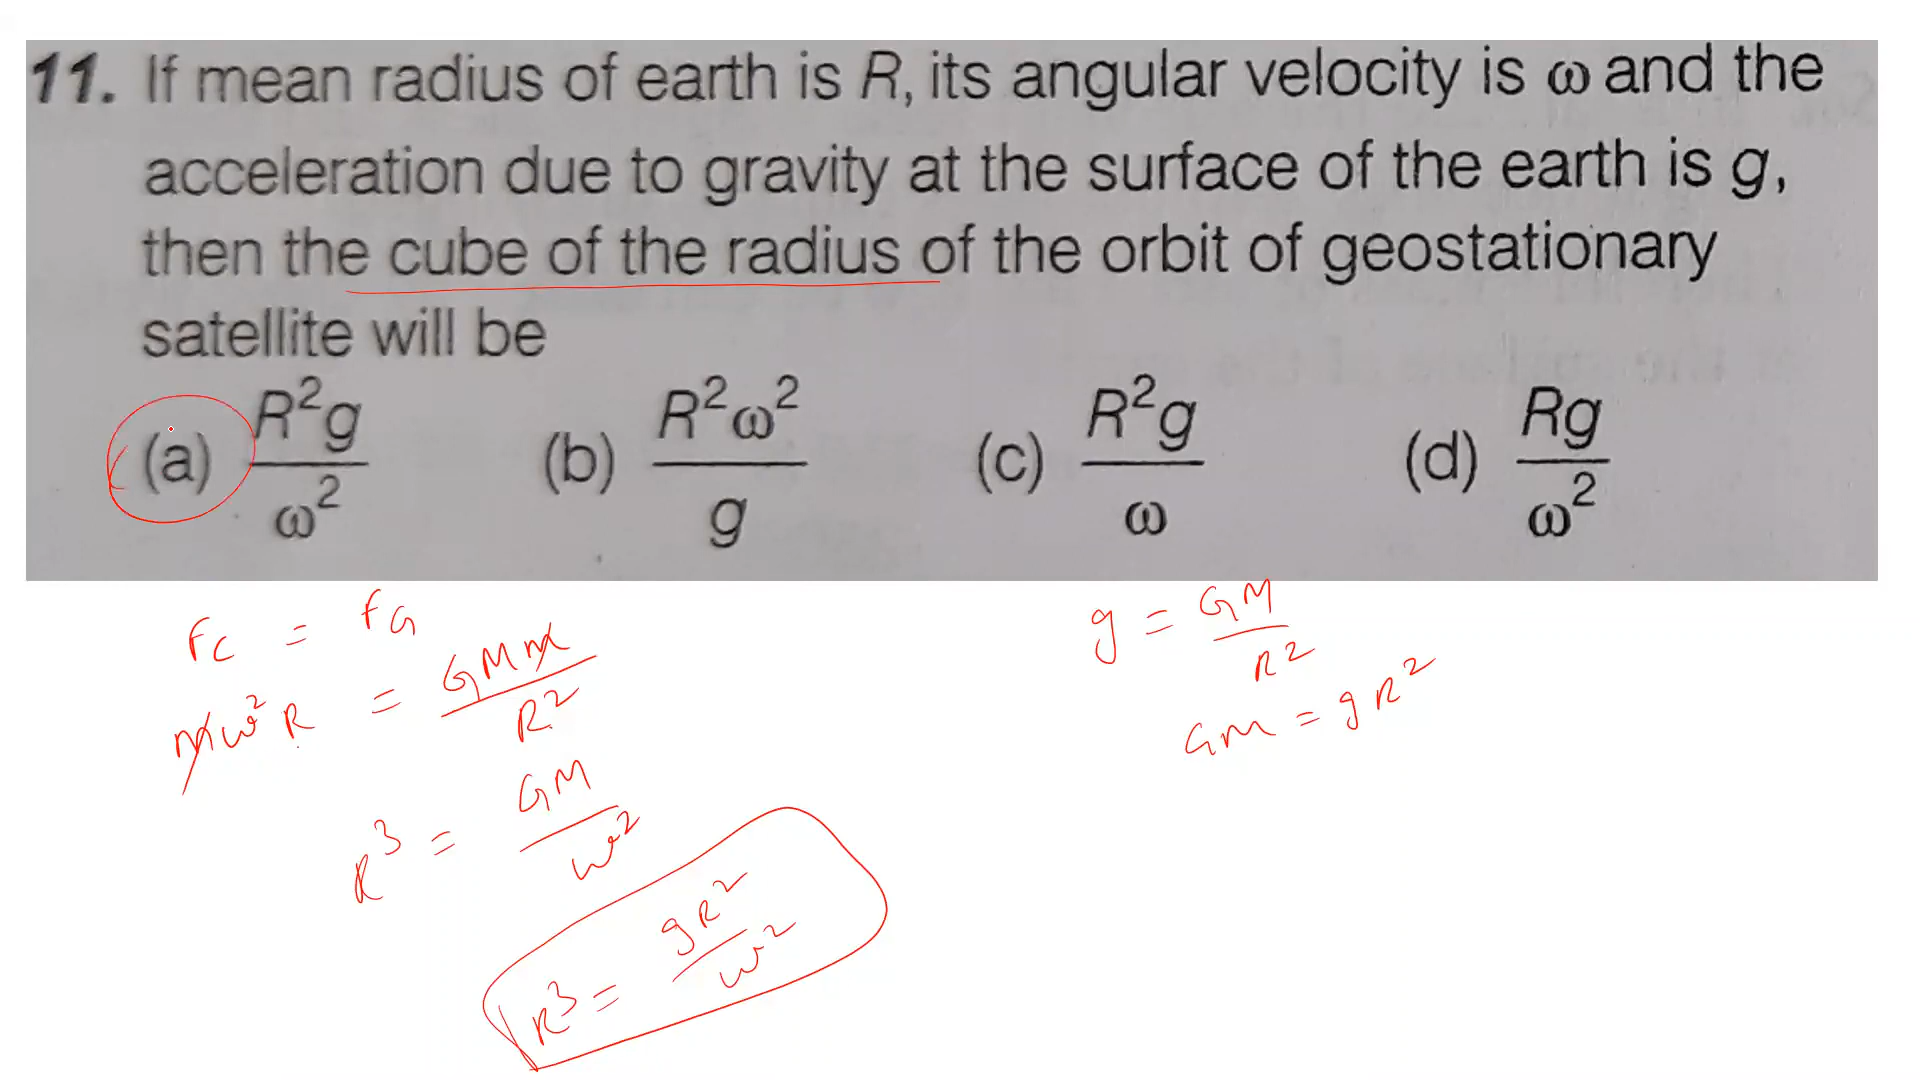 11. If mean radius of earth is R, its angular velocity is ω and the
acceleration due to gravity at the surface of the earth is g,
then the cube of the radius of the orbit of geostationary
satellite will be
(a) R²g/ω² (b) R²ω²/g (c) R²g/ω (d) Rg/ω²
Fc = FG
mω²R = GMm/R²
R³ = GM/ω²
R³ = gR²/ω²
g = GM/R²
GM = gR²